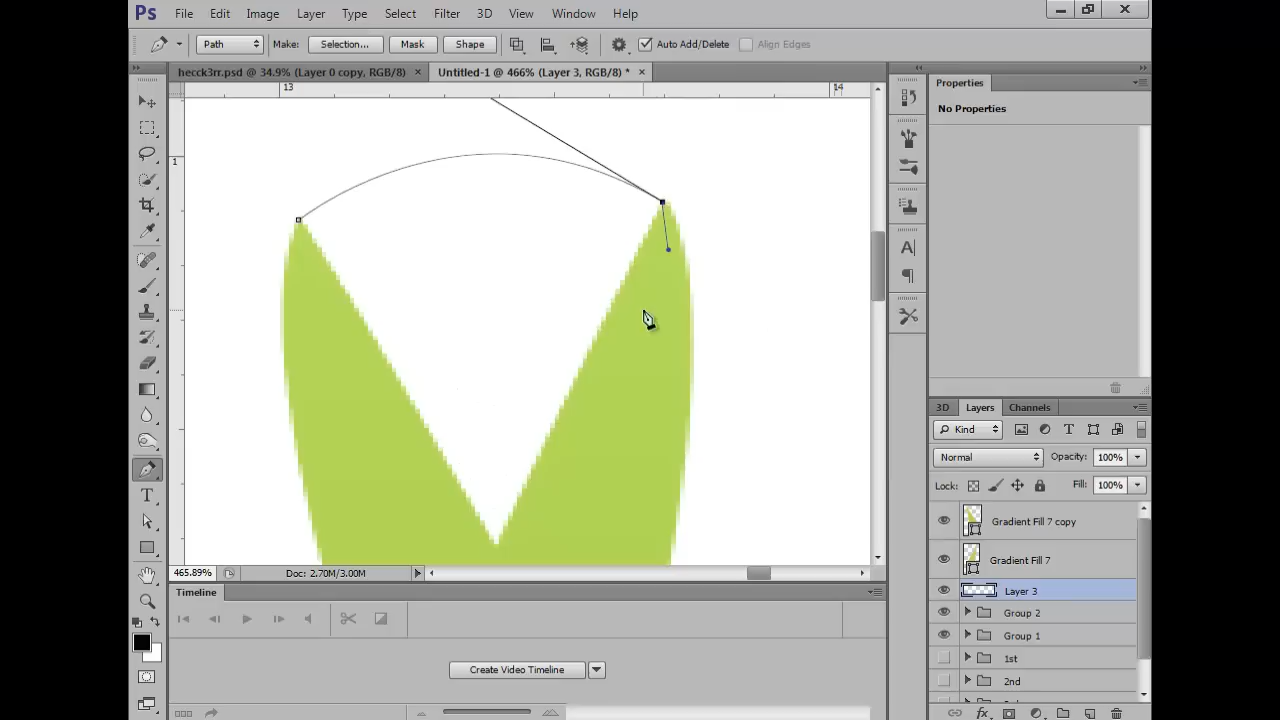 Ps File Edit Image Layer Type Select Filter 3D View Window Help
Path Make: Selection... Mask Shape Auto Add/Delete Align Edges
hecck3rr.psd @ 34.9% (Layer 0 copy, RGB/8) × Untitled-1 @ 466% (Layer 3, RGB/8) * ×
13 14
1
Properties
No Properties
3D Layers Channels
Kind
Normal Opacity: 100%
Lock: Fill: 100%
Gradient Fill 7 copy
Gradient Fill 7
Layer 3
Group 2
Group 1
1st
2nd
465.89% Doc: 2.70M/3.00M
Timeline
Create Video Timeline